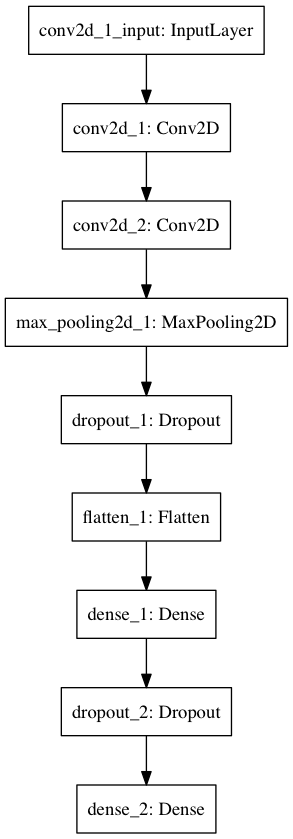 conv2d_1_input: InputLayer
conv2d_1: Conv2D
conv2d_2: Conv2D
max_pooling2d_1: MaxPooling2D
dropout_1: Dropout
flatten_1: Flatten
dense_1: Dense
dropout_2: Dropout
dense_2: Dense